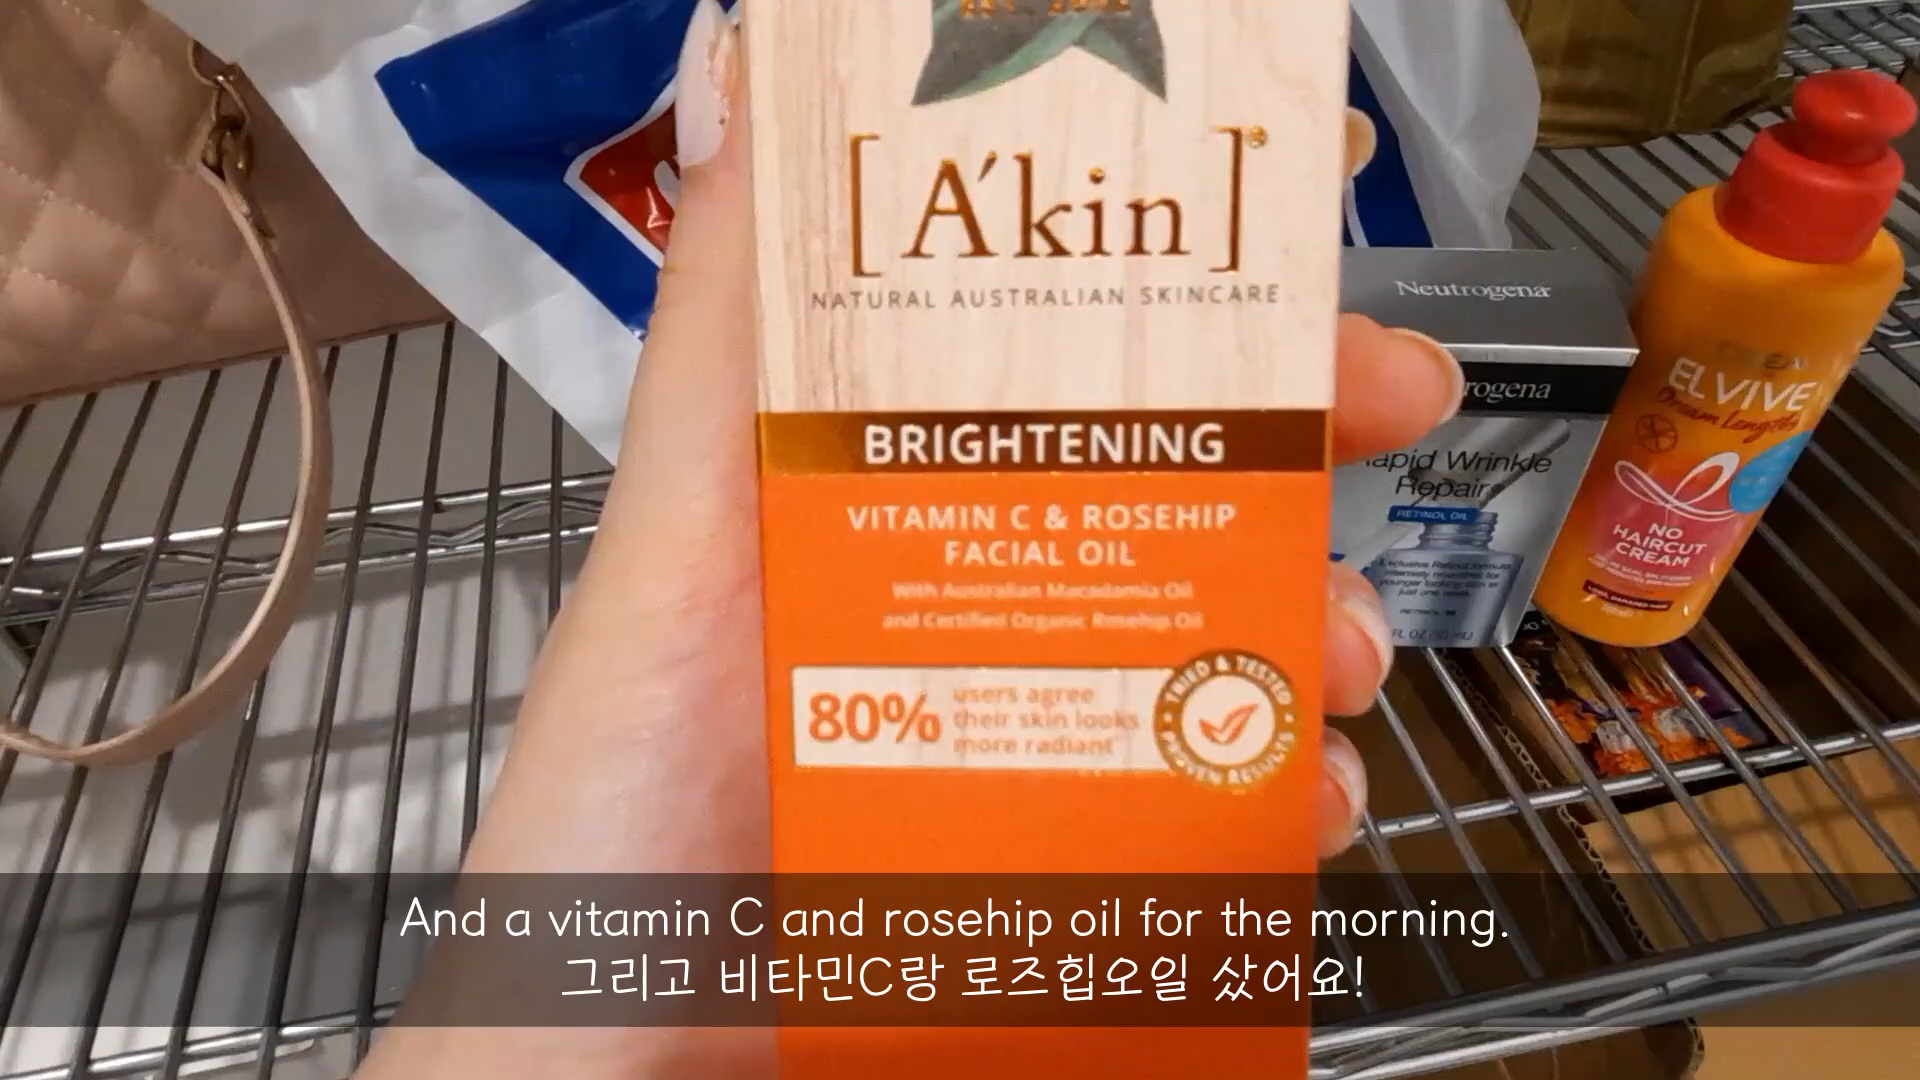 [A'kin]®
NATURAL AUSTRALIAN SKINCARE
BRIGHTENING
VITAMIN C & ROSEHIP
FACIAL OIL
With Australian Macadamia Oil
and Certified Organic Rosehip Oil
80%
users agree
their skin looks
more radiant
TRIED & TESTED
PROVEN RESULTS
Neutrogena
rogena
apid Wrinkle
Repair
RETINOL OIL
ELVIVE
Dream Lengths
NO
HAIRCUT
CREAM
And a vitamin C and rosehip oil for the morning.
그리고 비타민C랑 로즈힙오일 샀어요!